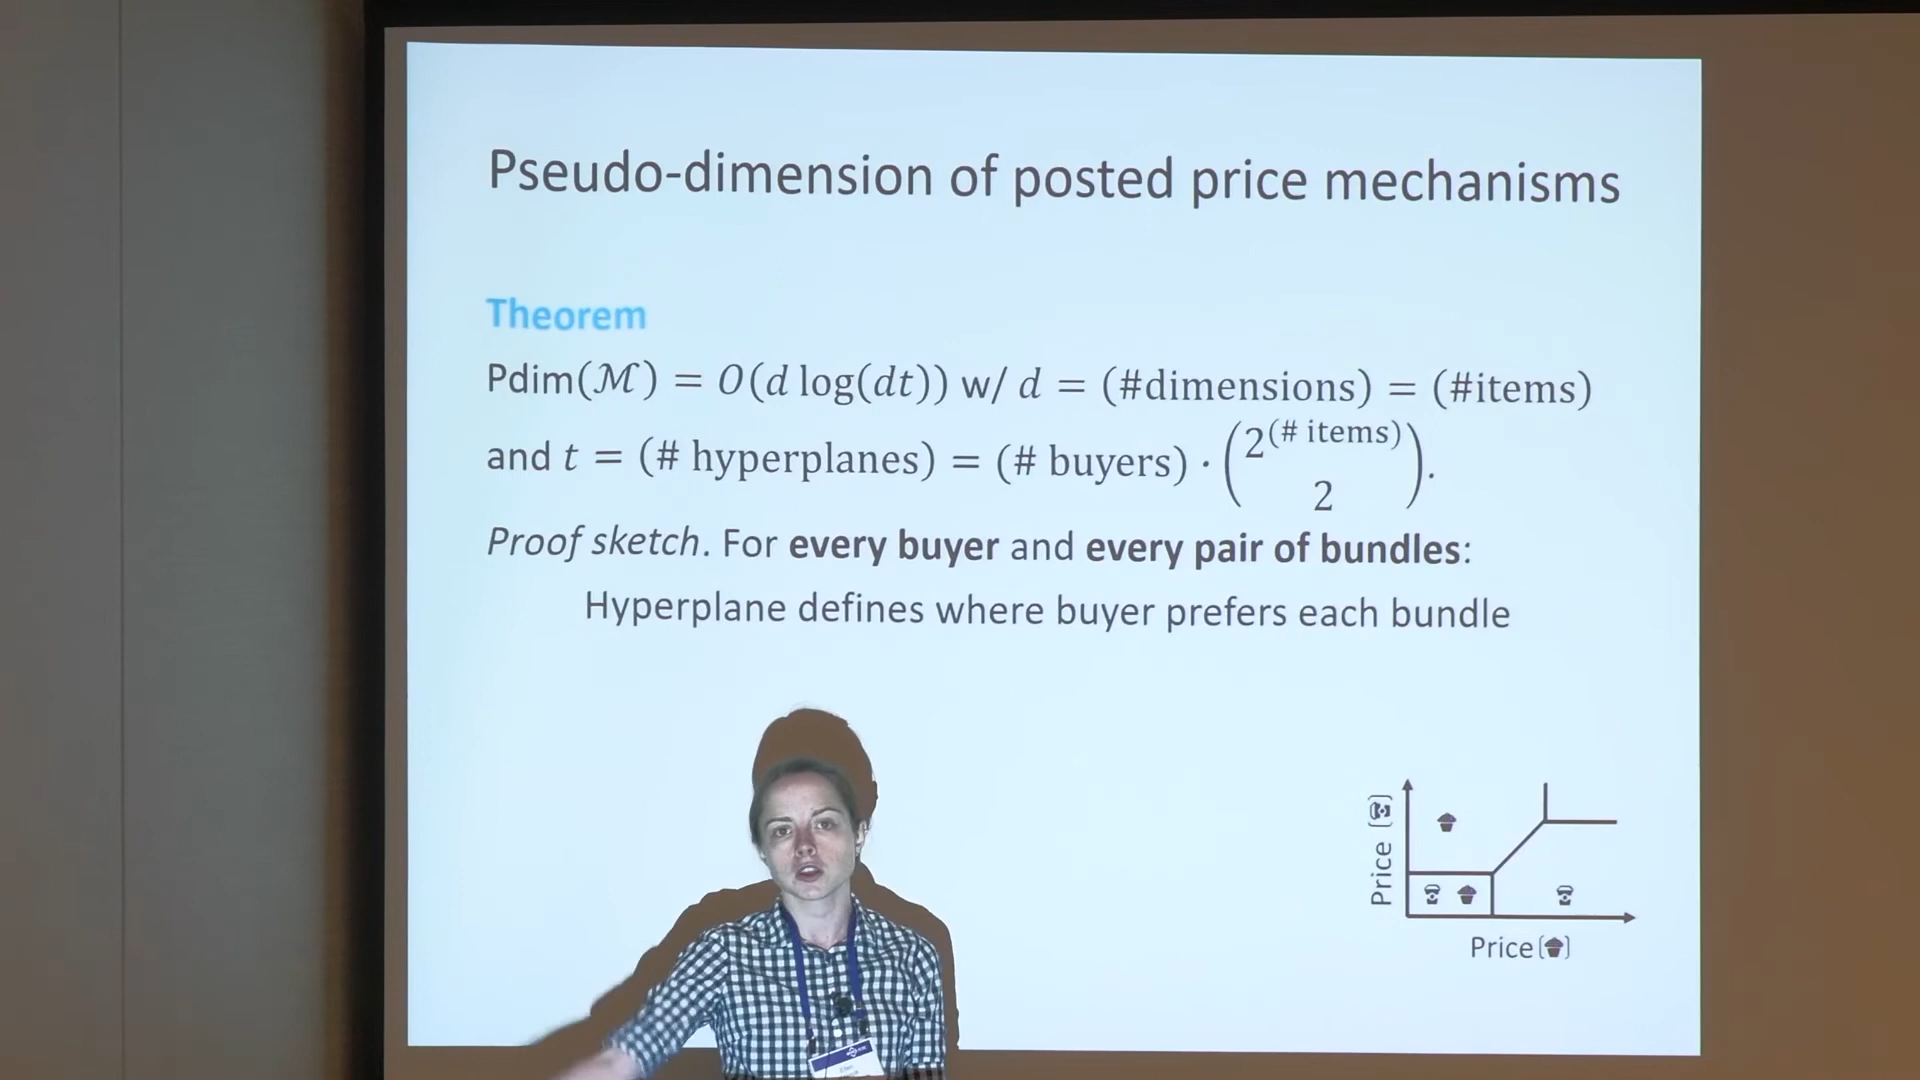 Pseudo-dimension of posted price mechanisms
Theorem
Pdim(ℳ) = O(d log(dt)) w/ d = (#dimensions) = (#items)
and t = (# hyperplanes) = (# buyers) · (2^(# items) choose 2).
Proof sketch. For every buyer and every pair of bundles:
Hyperplane defines where buyer prefers each bundle
Price ( )
Price ( )
Ellen